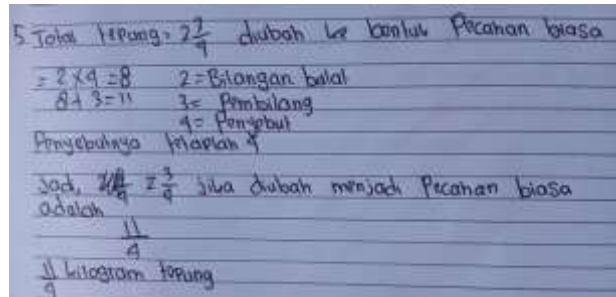 5. Total tepung = 2 3/4 diubah ke bentuk Pecahan biasa
= 2 x 4 = 8 2 = Bilangan bulat
8 + 3 = 11 3 = Pembilang
4 = Penyebut
Penyebutnya tetaplah 4
Jadi, 2 3/4 jika diubah menjadi Pecahan biasa
adalah
11/4
11/4 kilogram tepung